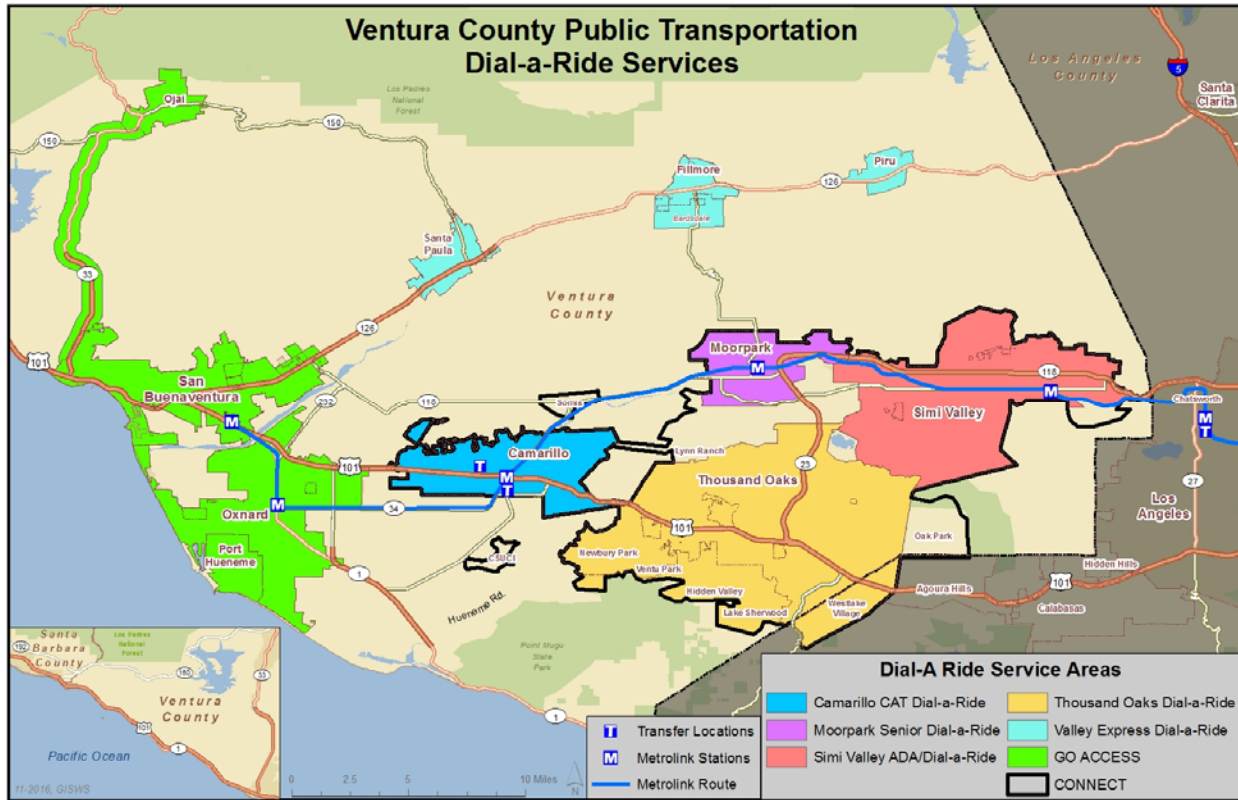 Ventura County Public Transportation
Dial-a-Ride Services
Los Angeles
County
5
Santa
Clarita
Ojai
Los Padres
National
Forest
150
150
Fillmore
Piru
126
Bardsdale
Santa
Paula
33
Ventura
County
126
101
San
Buenaventura
Moorpark
M
118
232
118
Somis
Simi Valley
M
Chatsworth
M
T
M
Camarillo
Lynn Ranch
T
101
M
T
Thousand Oaks
23
27
Los
Angeles
M
Oxnard
34
101
Oak Park
Port
Hueneme
CSUCI
Newbury Park
Ventu Park
Hidden Valley
Hidden Hills
101
1
Agoura Hills
Calabasas
Hueneme Rd.
Lake Sherwood
Westlake
Village
Point Mugu
State
Park
1
Santa
Barbara
County
Los Padres
National
Forest
192
150
33
Ventura
County
101
1
Pacific Ocean
11-2016, GISWS
0 2.5 5 10 Miles
N
T Transfer Locations
M Metrolink Stations
Metrolink Route
Dial-A Ride Service Areas
Camarillo CAT Dial-a-Ride
Thousand Oaks Dial-a-Ride
Moorpark Senior Dial-a-Ride
Valley Express Dial-a-Ride
Simi Valley ADA/Dial-a-Ride
GO ACCESS
CONNECT